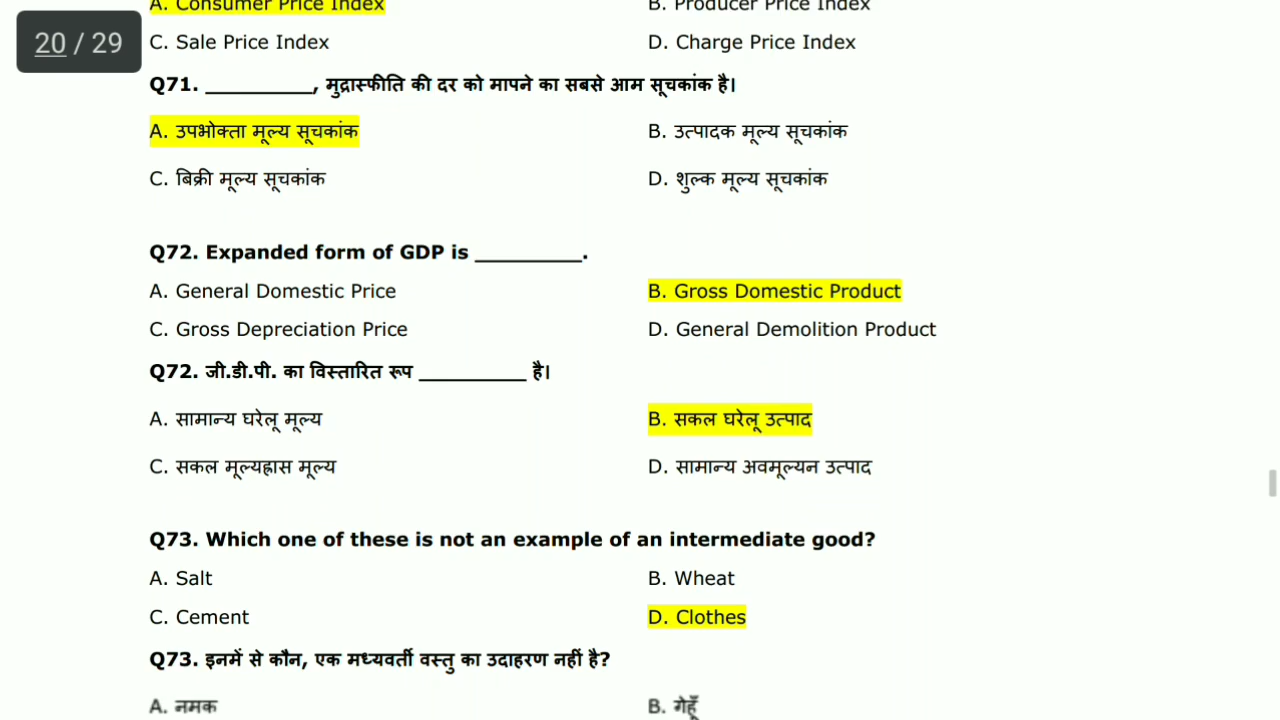 A. Consumer Price Index B. Producer Price Index
20 / 29
C. Sale Price Index D. Charge Price Index
Q71. __________, मुद्रास्फीति की दर को मापने का सबसे आम सूचकांक है।
A. उपभोक्ता मूल्य सूचकांक B. उत्पादक मूल्य सूचकांक
C. बिक्री मूल्य सूचकांक D. शुल्क मूल्य सूचकांक
Q72. Expanded form of GDP is __________.
A. General Domestic Price B. Gross Domestic Product
C. Gross Depreciation Price D. General Demolition Product
Q72. जी.डी.पी. का विस्तारित रूप __________ है।
A. सामान्य घरेलू मूल्य B. सकल घरेलू उत्पाद
C. सकल मूल्यह्रास मूल्य D. सामान्य अवमूल्यन उत्पाद
Q73. Which one of these is not an example of an intermediate good?
A. Salt B. Wheat
C. Cement D. Clothes
Q73. इनमें से कौन, एक मध्यवर्ती वस्तु का उदाहरण नहीं है?
A. नमक B. गेहूँ